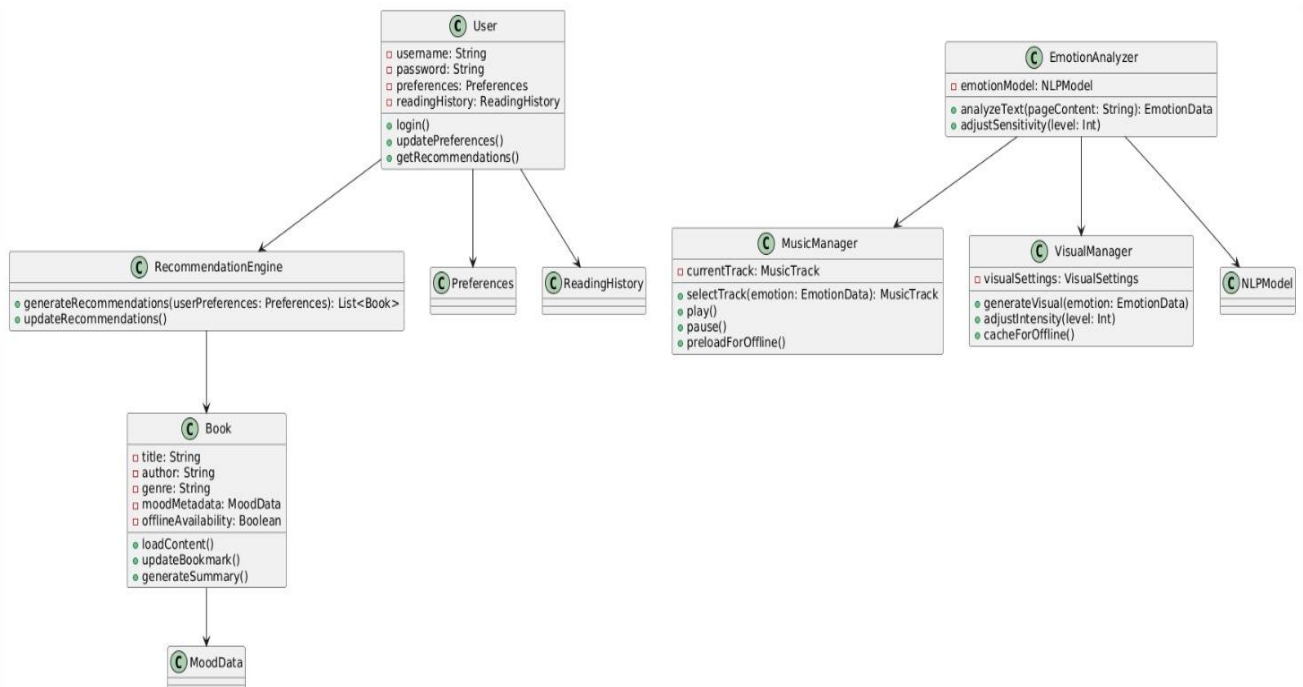 C User
username: String
password: String
preferences: Preferences
readingHistory: ReadingHistory
login()
updatePreferences()
getRecommendations()
C EmotionAnalyzer
emotionModel: NLPModel
analyzeText(pageContent: String): EmotionData
adjustSensitivity(level: Int)
C RecommendationEngine
generateRecommendations(userPreferences: Preferences): List<Book>
updateRecommendations()
C Preferences
C ReadingHistory
C MusicManager
currentTrack: MusicTrack
selectTrack(emotion: EmotionData): MusicTrack
play()
pause()
preloadForOffline()
C VisualManager
visualSettings: VisualSettings
generateVisual(emotion: EmotionData)
adjustIntensity(level: Int)
cacheForOffline()
C NLPModel
C Book
title: String
author: String
genre: String
moodMetadata: MoodData
offlineAvailability: Boolean
loadContent()
updateBookmark()
generateSummary()
C MoodData